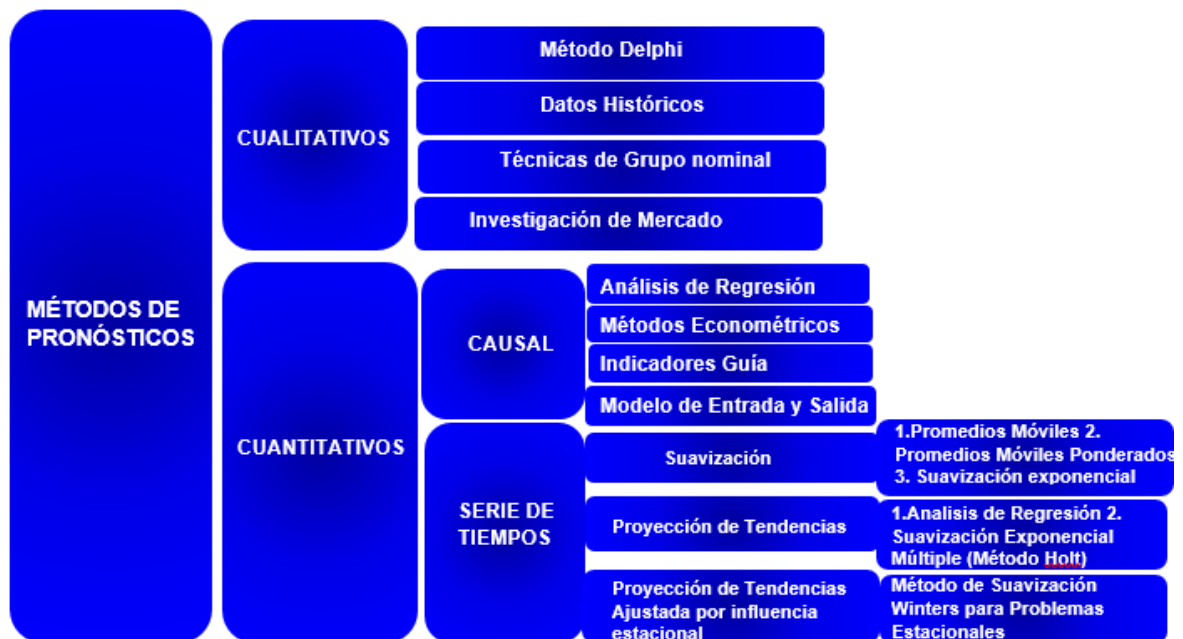 MÉTODOS DE
PRONÓSTICOS
CUALITATIVOS
Método Delphi
Datos Históricos
Técnicas de Grupo nominal
Investigación de Mercado
CUANTITATIVOS
CAUSAL
Análisis de Regresión
Métodos Econométricos
Indicadores Guía
Modelo de Entrada y Salida
SERIE DE
TIEMPOS
Suavización
1.Promedios Móviles 2.
Promedios Móviles Ponderados
3. Suavización exponencial
Proyección de Tendencias
1.Analisis de Regresión 2.
Suavización Exponencial
Múltiple (Método Holt)
Proyección de Tendencias
Ajustada por influencia
estacional
Método de Suavización
Winters para Problemas
Estacionales